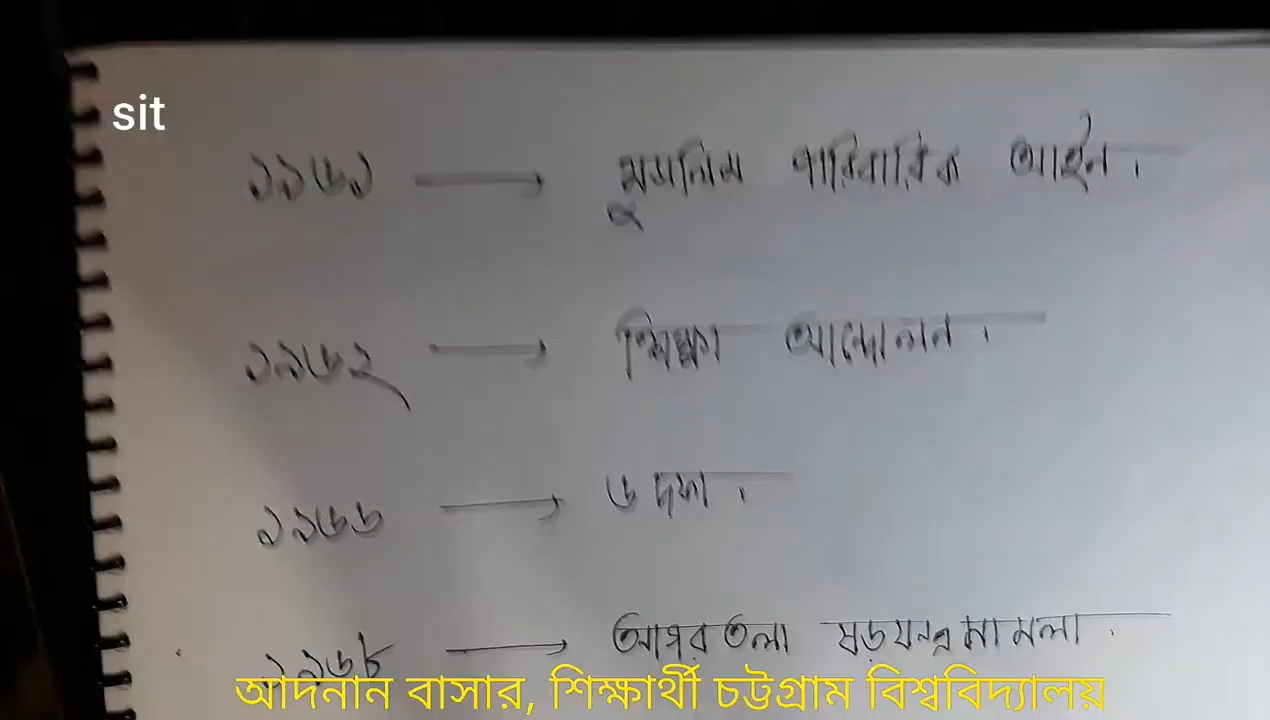 sit
১৯৬১ → মুসলিম পারিবারিক আইন.
১৯৬২ → শিক্ষা আন্দোলন.
১৯৬৬ → ৬ দফা.
১৯৬৮ → আগরতলা ষড়যন্ত্র মামলা.
আদনান বাসার, শিক্ষার্থী চট্টগ্রাম বিশ্ববিদ্যালয়